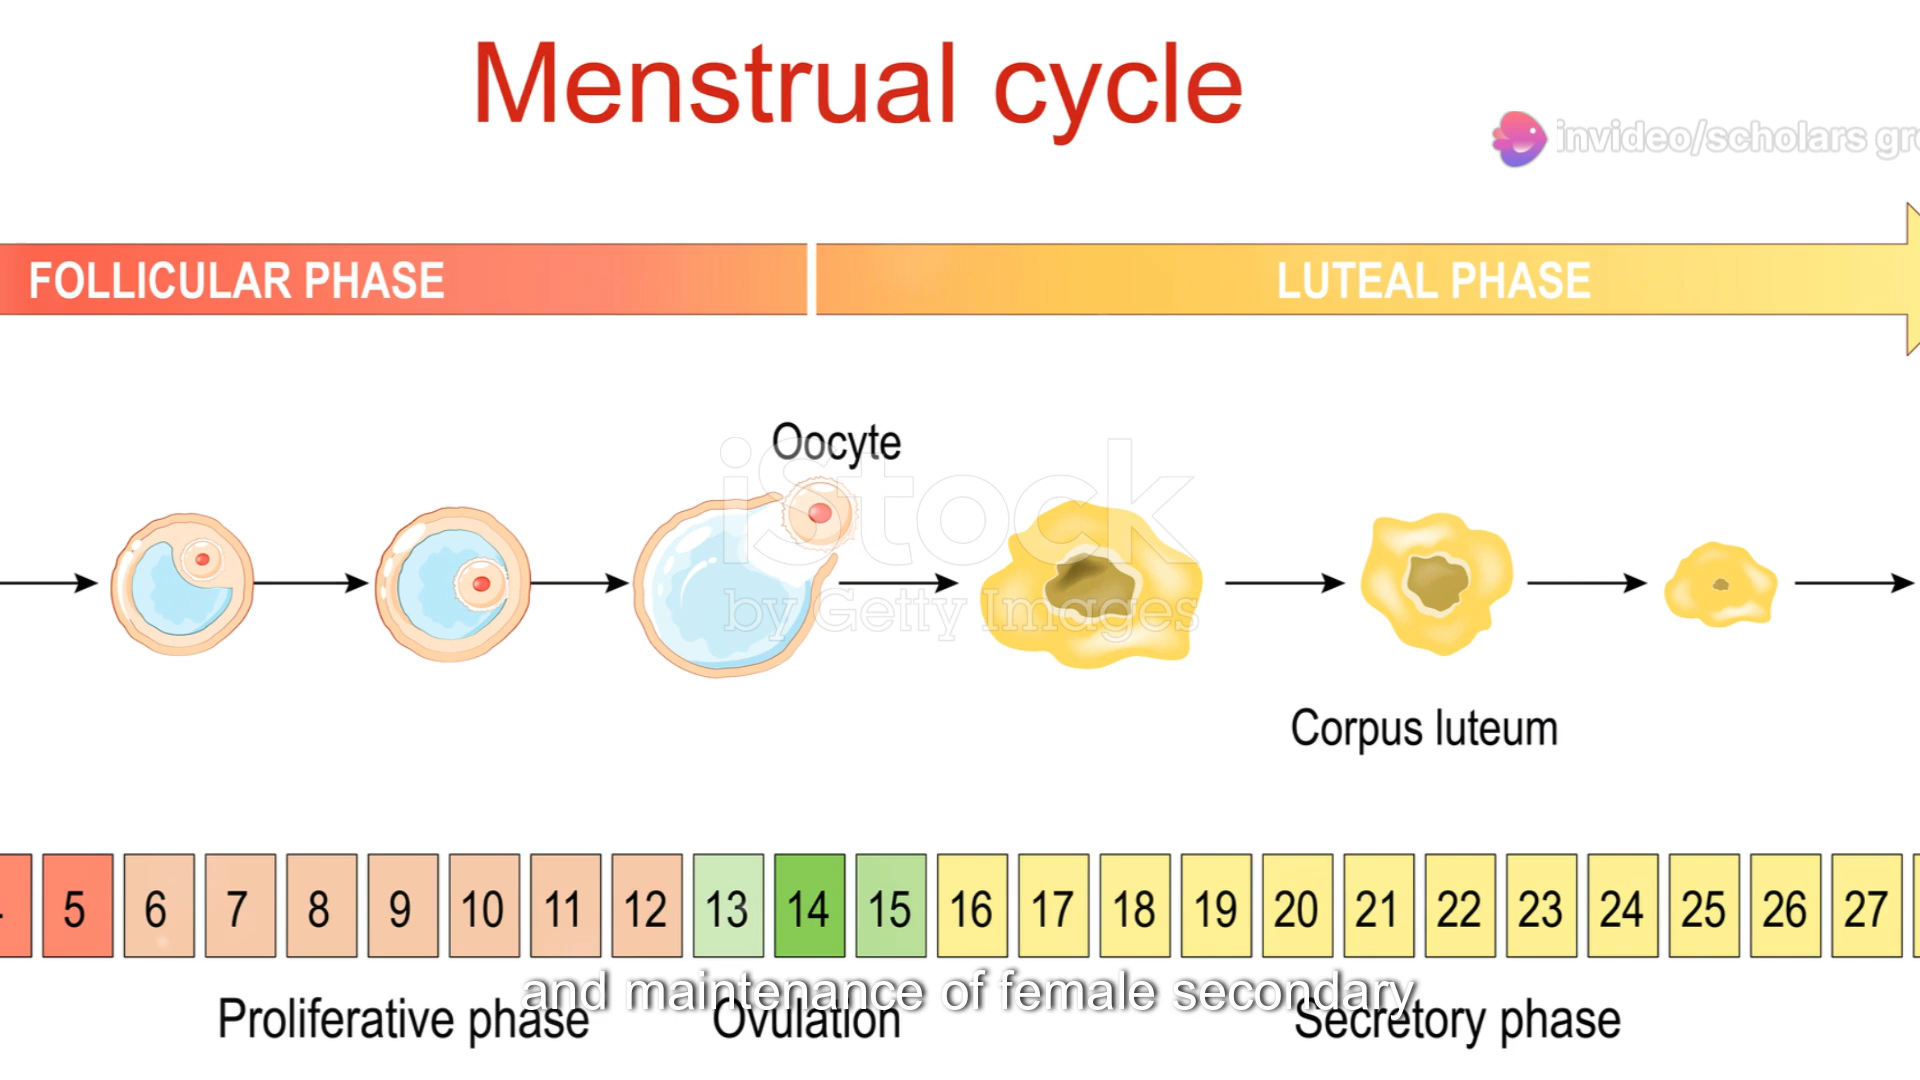 Menstrual cycle
invideo/scholars gr
FOLLICULAR PHASE
LUTEAL PHASE
Oocyte
iStock
by Getty Images
Corpus luteum
5 6 7 8 9 10 11 12 13 14 15 16 17 18 19 20 21 22 23 24 25 26 27
and maintenance of female secondary
Proliferative phase Ovulation Secretory phase